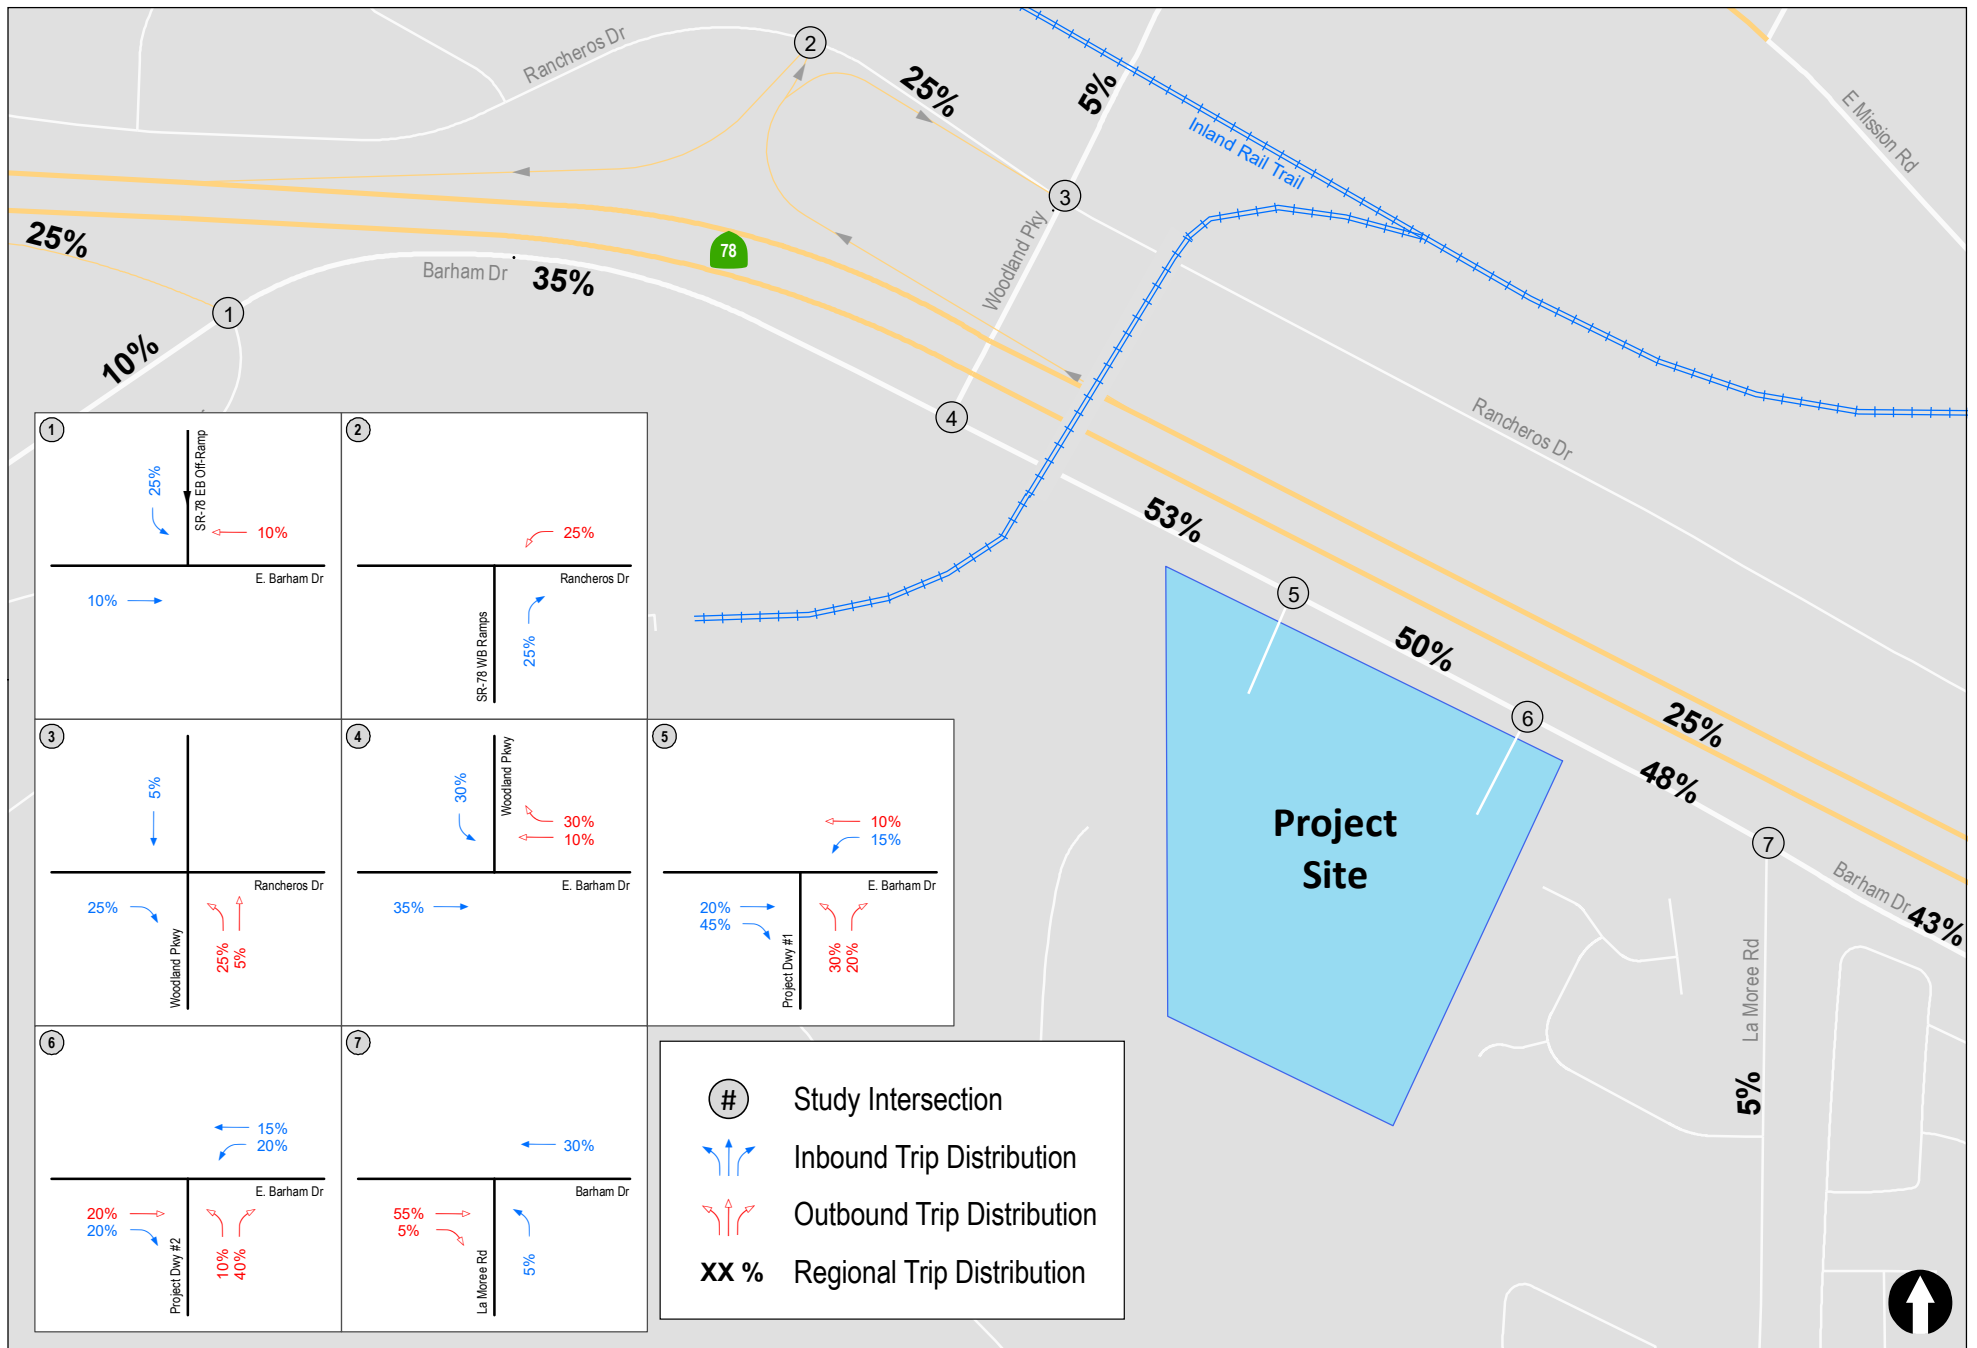 Rancheros Dr
2
25%
5%
E Mission Rd
Inland Rail Trail
3
Woodland Pky
25%
78
Barham Dr
35%
1
10%
4
Rancheros Dr
53%
5
50%
6
25%
48%
7
Barham Dr
43%
La Moree Rd
5%
Project
Site
1
25%
SR-78 EB Off-Ramp
10%
E. Barham Dr
10%
2
25%
Rancheros Dr
SR-78 WB Ramps
25%
3
5%
Rancheros Dr
25%
Woodland Pkwy
25%
5%
4
Woodland Pkwy
30%
30%
10%
E. Barham Dr
35%
5
10%
15%
E. Barham Dr
20%
45%
Project Dwy #1
30%
20%
6
15%
20%
E. Barham Dr
20%
20%
Project Dwy #2
10%
40%
7
30%
Barham Dr
55%
5%
La Moree Rd
5%
# Study Intersection
Inbound Trip Distribution
Outbound Trip Distribution
XX % Regional Trip Distribution